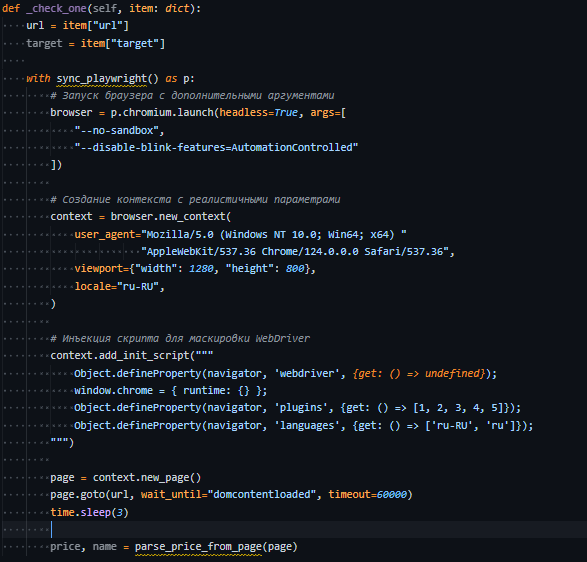 def _check_one(self, item: dict):
    url = item["url"]
    target = item["target"]

    with sync_playwright() as p:
        # Запуск браузера с дополнительными аргументами
        browser = p.chromium.launch(headless=True, args=[
            "--no-sandbox",
            "--disable-blink-features=AutomationControlled"
        ])

        # Создание контекста с реалистичными параметрами
        context = browser.new_context(
            user_agent="Mozilla/5.0 (Windows NT 10.0; Win64; x64) "
                       "AppleWebKit/537.36 Chrome/124.0.0.0 Safari/537.36",
            viewport={"width": 1280, "height": 800},
            locale="ru-RU",
        )

        # Инъекция скрипта для маскировки WebDriver
        context.add_init_script("""
            Object.defineProperty(navigator, 'webdriver', {get: () => undefined});
            window.chrome = { runtime: {} };
            Object.defineProperty(navigator, 'plugins', {get: () => [1, 2, 3, 4, 5]});
            Object.defineProperty(navigator, 'languages', {get: () => ['ru-RU', 'ru']});
        """)

        page = context.new_page()
        page.goto(url, wait_until="domcontentloaded", timeout=60000)
        time.sleep(3)

        price, name = parse_price_from_page(page)